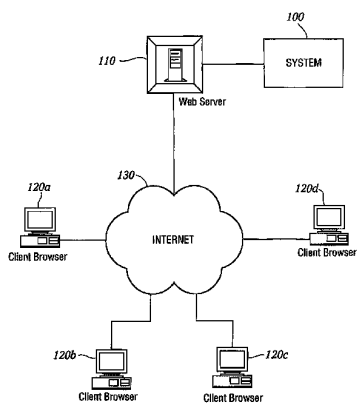 100
110
SYSTEM
Web Server
120a
130
120d
INTERNET
Client Browser
Client Browser
120b
120c
Client Browser
Client Browser